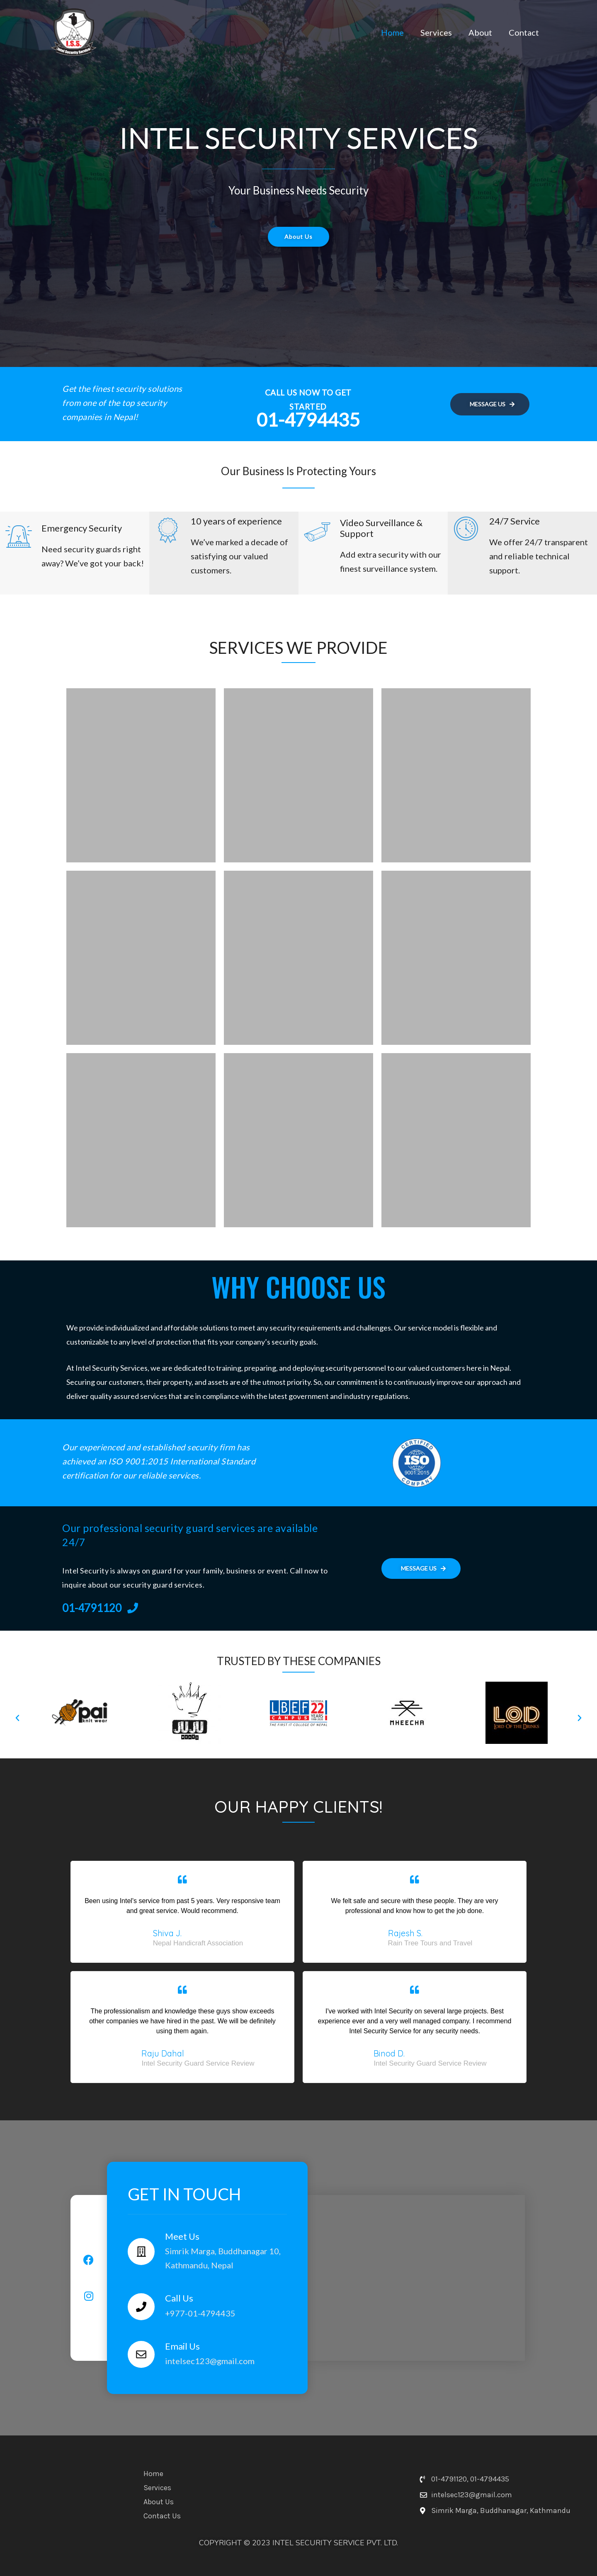 I.S.S.
Home
Services
About
Contact
INTEL SECURITY SERVICES
Your Business Needs Security
About Us
Get the finest security solutions
from one of the top security
companies in Nepal!
CALL US NOW TO GET
STARTED
01-4794435
MESSAGE US
Our Business Is Protecting Yours
Emergency Security
Need security guards right
away? We've got your back!
10 years of experience
We've marked a decade of
satisfying our valued
customers.
Video Surveillance &
Support
Add extra security with our
finest surveillance system.
24/7 Service
We offer 24/7 transparent
and reliable technical
support.
SERVICES WE PROVIDE
WHY CHOOSE US
We provide individualized and affordable solutions to meet any security requirements and challenges. Our service model is flexible and
customizable to any level of protection that fits your company's security goals.
At Intel Security Services, we are dedicated to training, preparing, and deploying security personnel to our valued customers here in Nepal.
Securing our customers, their property, and assets are of the utmost priority. So, our commitment is to continuously improve our approach and
deliver quality assured services that are in compliance with the latest government and industry regulations.
Our experienced and established security firm has
achieved an ISO 9001:2015 International Standard
certification for our reliable services.
CERTIFIED
ISO
9001:2015
COMPANY
Our professional security guard services are available
24/7
Intel Security is always on guard for your family, business or event. Call now to
inquire about our security guard services.
01-4791120
MESSAGE US
TRUSTED BY THESE COMPANIES
pai
knit wear
JUJU
LBEF 22
CAMPUS YEARS
THE FIRST IT COLLEGE OF NEPAL
MHEECHA
LOD
LORD OF THE DRINKS
OUR HAPPY CLIENTS!
Been using Intel's service from past 5 years. Very responsive team
and great service. Would recommend.
Shiva J.
Nepal Handicraft Association
We felt safe and secure with these people. They are very
professional and know how to get the job done.
Rajesh S.
Rain Tree Tours and Travel
The professionalism and knowledge these guys show exceeds
other companies we have hired in the past. We will be definitely
using them again.
Raju Dahal
Intel Security Guard Service Review
I've worked with Intel Security on several large projects. Best
experience ever and a very well managed company. I recommend
Intel Security Service for any security needs.
Binod D.
Intel Security Guard Service Review
GET IN TOUCH
Meet Us
Simrik Marga, Buddhanagar 10,
Kathmandu, Nepal
Call Us
+977-01-4794435
Email Us
intelsec123@gmail.com
Home
Services
About Us
Contact Us
01-4791120, 01-4794435
intelsec123@gmail.com
Simrik Marga, Buddhanagar, Kathmandu
COPYRIGHT © 2023 INTEL SECURITY SERVICE PVT. LTD.